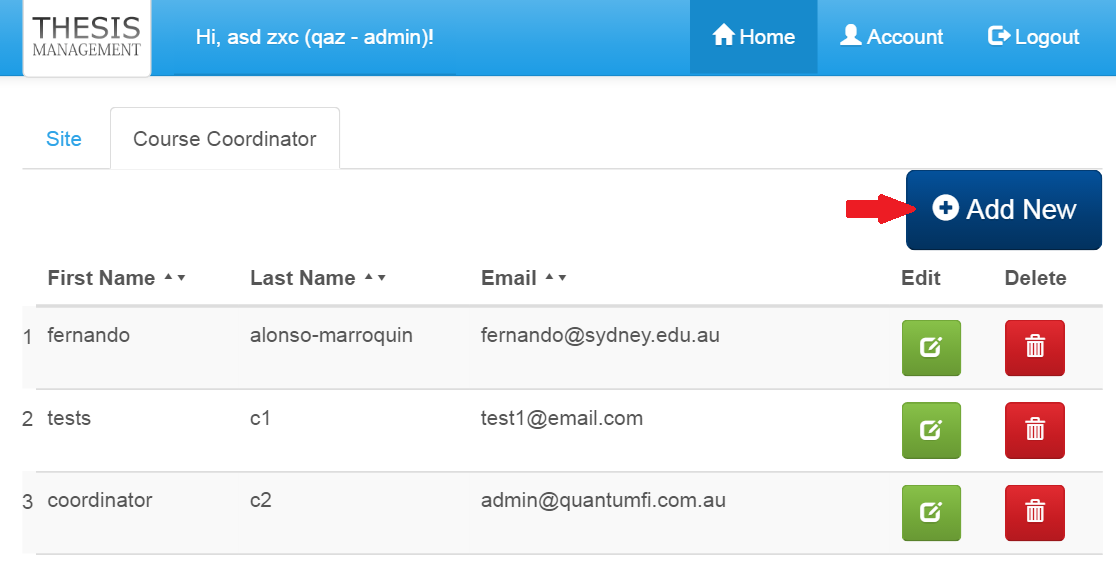 THESIS
MANAGEMENT
Hi, asd zxc (qaz - admin)!
Home
Account
Logout
Site
Course Coordinator
Add New
First Name
Last Name
Email
Edit
Delete
1 fernando alonso-marroquin fernando@sydney.edu.au
2 tests c1 test1@email.com
3 coordinator c2 admin@quantumfi.com.au